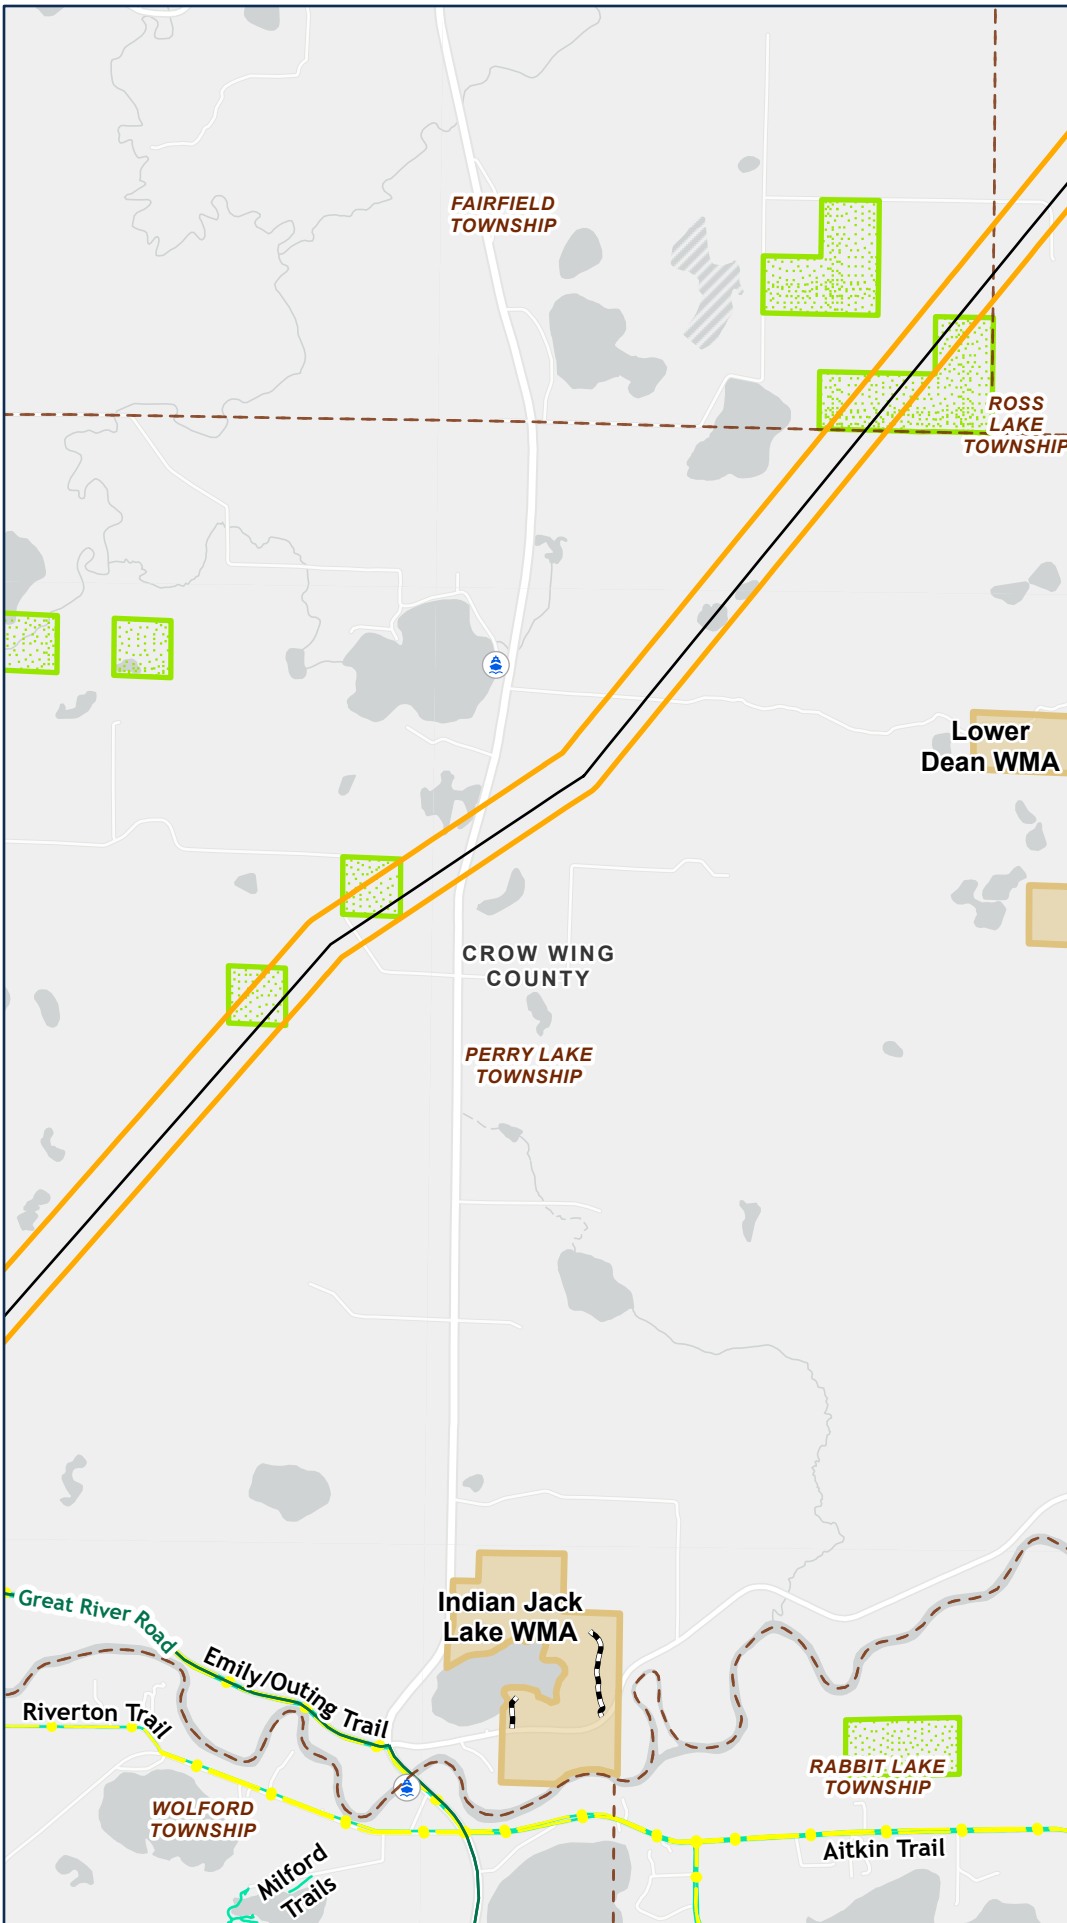 FAIRFIELD
TOWNSHIP
ROSS
LAKE
TOWNSHIP
Lower
Dean WMA
CROW WING
COUNTY
PERRY LAKE
TOWNSHIP
Great River Road
Indian Jack
Lake WMA
Emily/Outing Trail
Riverton Trail
RABBIT LAKE
TOWNSHIP
WOLFORD
TOWNSHIP
Aitkin Trail
Milford
Trails